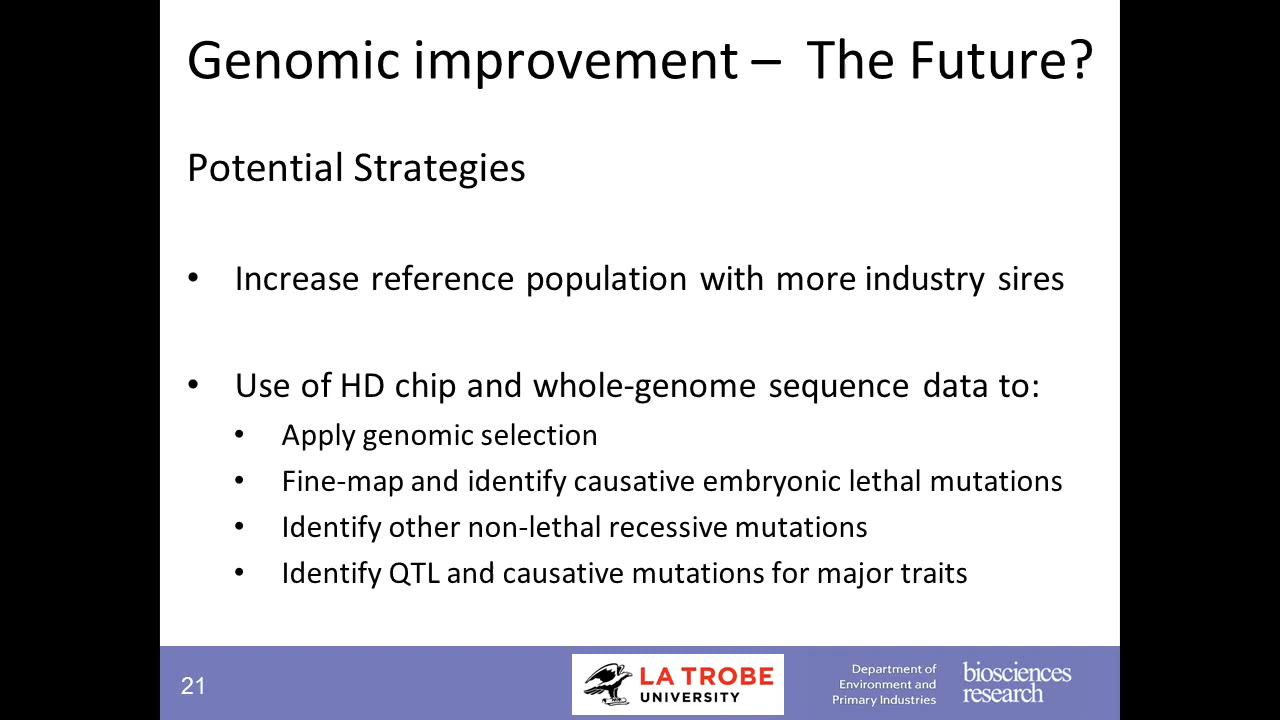 Genomic improvement – The Future?
Potential Strategies
• Increase reference population with more industry sires
• Use of HD chip and whole-genome sequence data to:
• Apply genomic selection
• Fine-map and identify causative embryonic lethal mutations
• Identify other non-lethal recessive mutations
• Identify QTL and causative mutations for major traits
21
LA TROBE
UNIVERSITY
Department of
Environment and
Primary Industries
biosciences
research